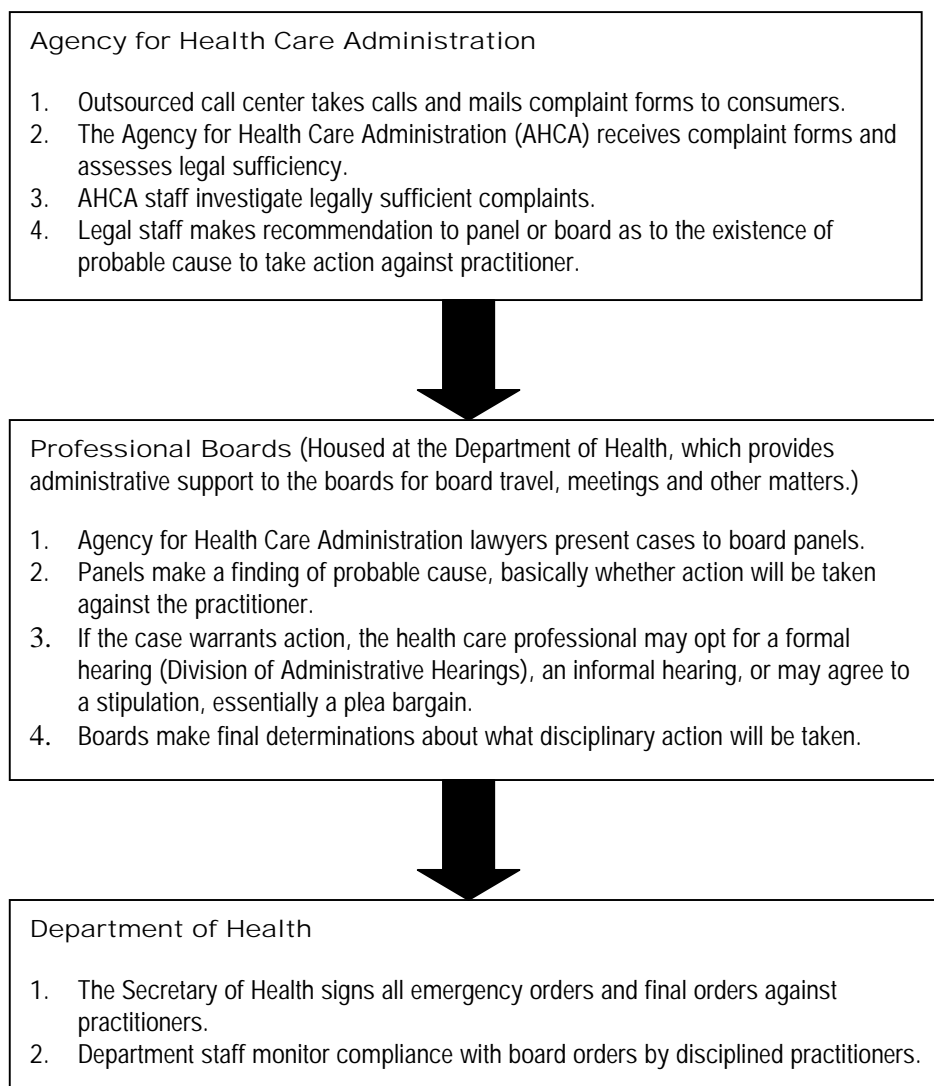 Agency for Health Care Administration
1. Outsourced call center takes calls and mails complaint forms to consumers.
2. The Agency for Health Care Administration (AHCA) receives complaint forms and
assesses legal sufficiency.
3. AHCA staff investigate legally sufficient complaints.
4. Legal staff makes recommendation to panel or board as to the existence of
probable cause to take action against practitioner.
Professional Boards (Housed at the Department of Health, which provides
administrative support to the boards for board travel, meetings and other matters.)
1. Agency for Health Care Administration lawyers present cases to board panels.
2. Panels make a finding of probable cause, basically whether action will be taken
against the practitioner.
3. If the case warrants action, the health care professional may opt for a formal
hearing (Division of Administrative Hearings), an informal hearing, or may agree to
a stipulation, essentially a plea bargain.
4. Boards make final determinations about what disciplinary action will be taken.
Department of Health
1. The Secretary of Health signs all emergency orders and final orders against
practitioners.
2. Department staff monitor compliance with board orders by disciplined practitioners.